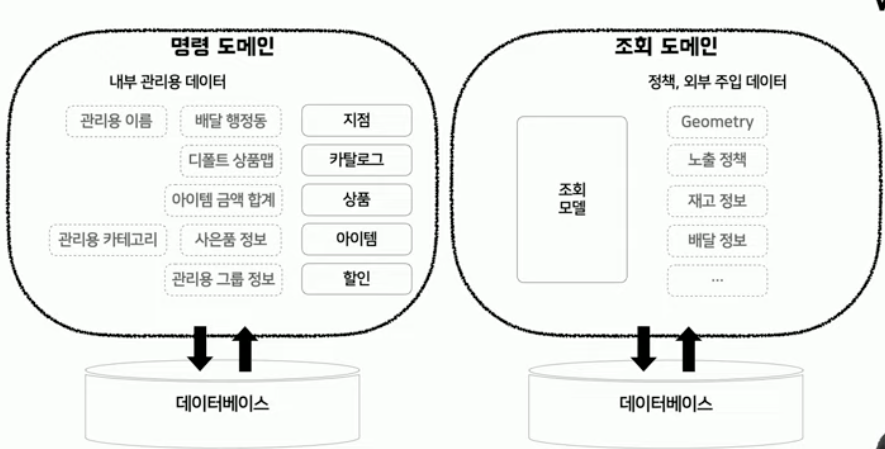 명령 도메인
내부 관리용 데이터
관리용 이름 배달 행정동 지점
디폴트 상품맵 카탈로그
아이템 금액 합계 상품
관리용 카테고리 사은품 정보 아이템
관리용 그룹 정보 할인
데이터베이스
조회 도메인
정책, 외부 주입 데이터
조회
모델
Geometry
노출 정책
재고 정보
배달 정보
...
데이터베이스